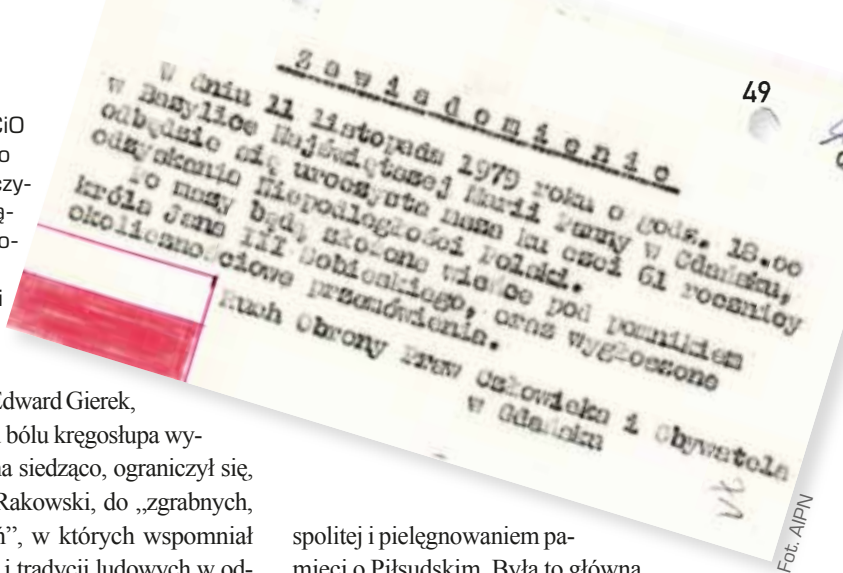 49
Zawiadomienie
W dniu 11 listopada 1979 roku o godz. 18.00
w Bazylice Najświętszej Marii Panny w Gdańsku,
odbędzie się uroczysta msza ku czci 61 rocznicy
odzyskania Niepodległości Polski.
Po mszy będą złożone wieńce pod pomnikiem
króla Jana III Sobieskiego, oraz wygłoszone
okolicznościowe przemówienia.
Ruch Obrony Praw Człowieka i Obywatela
w Gdańsku
Fot. AIPN
CiO
o
czy-
ą-
o-
i
Edward Gierek,
bólu kręgosłupa wy-
na siedząco, ograniczył się,
Rakowski, do „zgrabnych,
”, w których wspomniał
i tradycji ludowych w od-
spolitej i pielęgnowaniem pa-
mięci o Piłsudskim. Była to główna